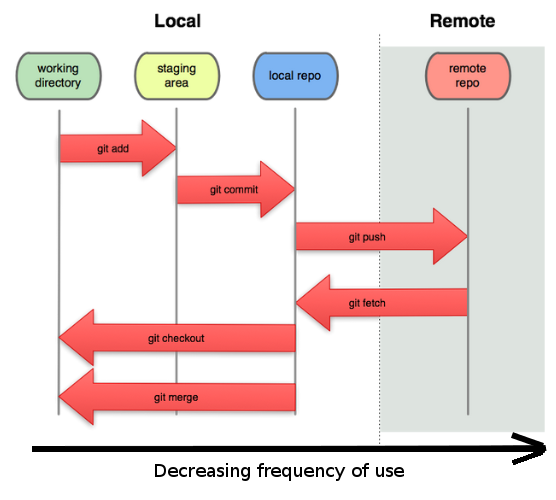 Local
Remote
working
directory
staging
area
local repo
remote
repo
git add
git commit
git push
git fetch
git checkout
git merge
Decreasing frequency of use